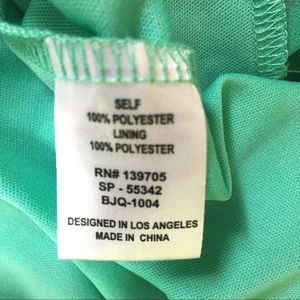 SELF
100% POLYESTER
LINING
100% POLYESTER
RN# 139705
SP - 55342
BJQ-1004
DESIGNED IN LOS ANGELES
MADE IN CHINA